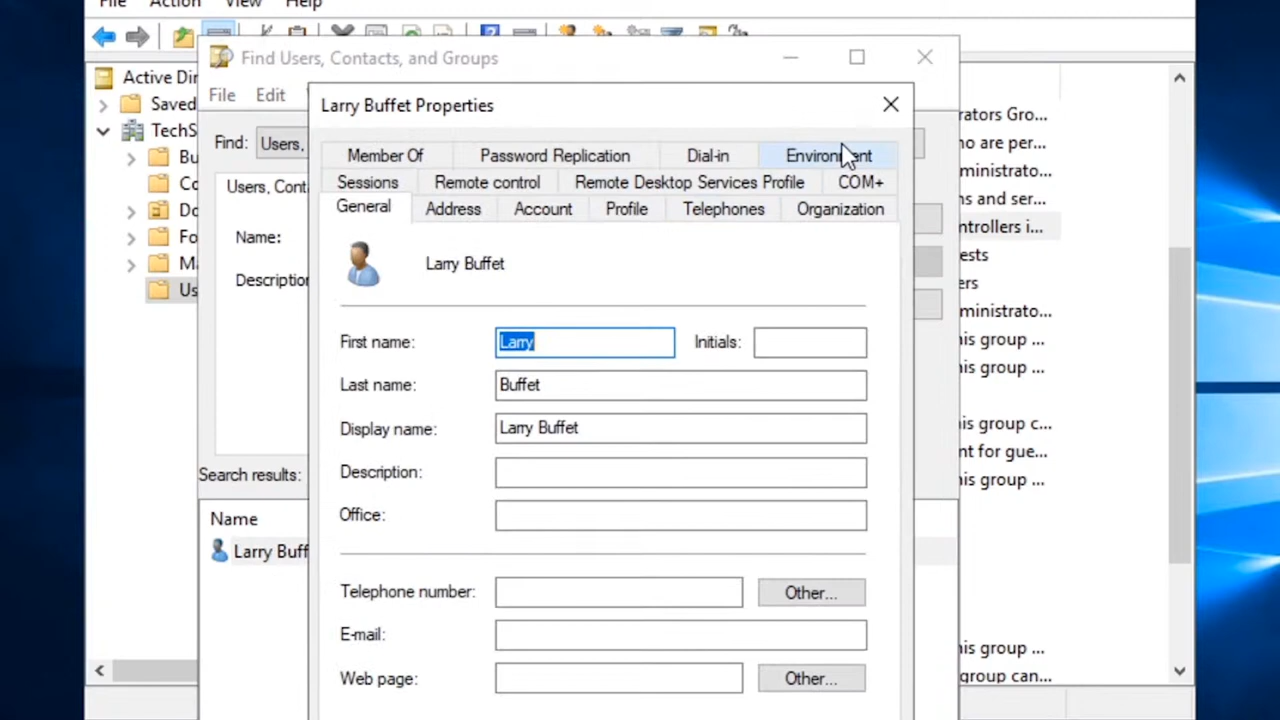 File Action View Help
Find Users, Contacts, and Groups
Active Dir
Saved
TechS
File Edit
Find: Users,
Larry Buffet Properties
Member Of Password Replication Dial-in Environment
Sessions Remote control Remote Desktop Services Profile COM+
General Address Account Profile Telephones Organization
Users, Cont
Name:
Description
Larry Buffet
First name: Larry Initials:
Last name: Buffet
Display name: Larry Buffet
Description:
Office:
Telephone number: Other...
E-mail:
Web page: Other...
Search results:
Name
Larry Buff
Bu
Co
Do
Fo
Ma
Us
rators Gro...
ho are per...
ministrato...
ns and ser...
ntrollers i...
ests
ers
ministrato...
his group ...
his group ...
his group c...
nt for gue...
his group ...
his group ...
group can...